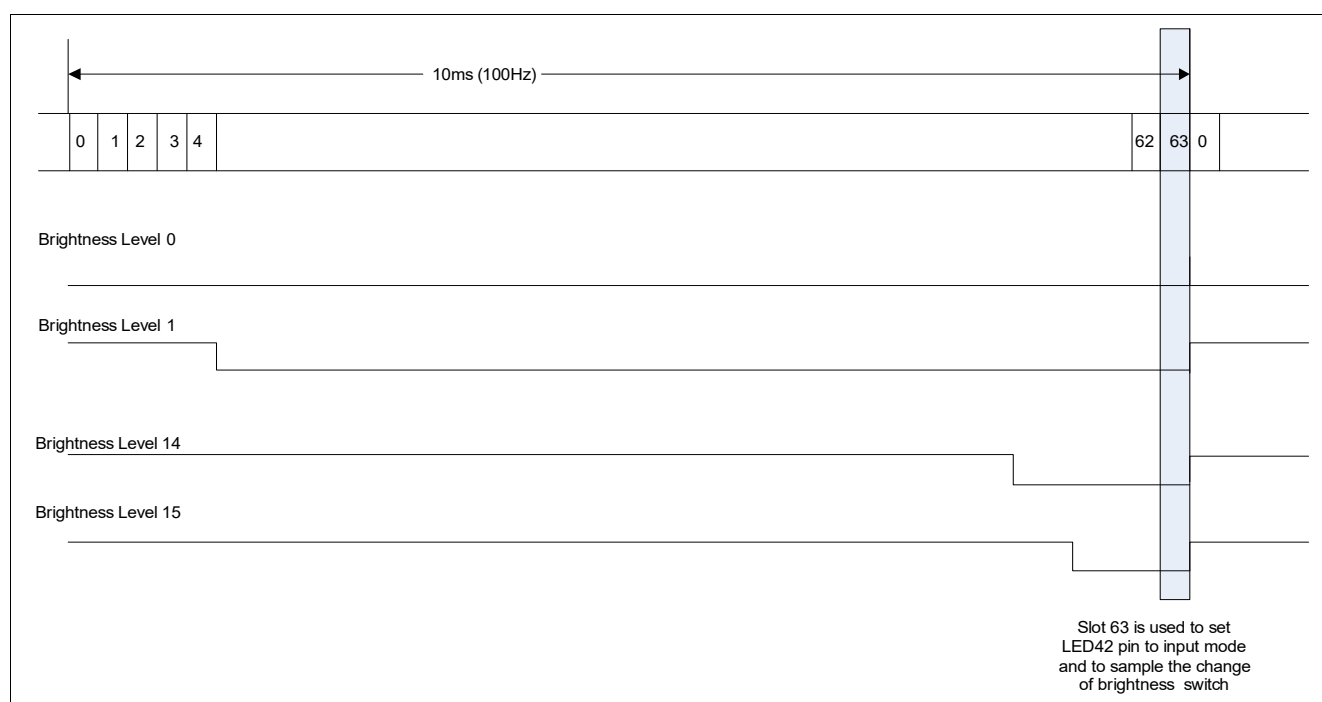 10ms (100Hz)
0 1 2 3 4 62 63 0
Brightness Level 0
Brightness Level 1
Brightness Level 14
Brightness Level 15
Slot 63 is used to set
LED42 pin to input mode
and to sample the change
of brightness switch